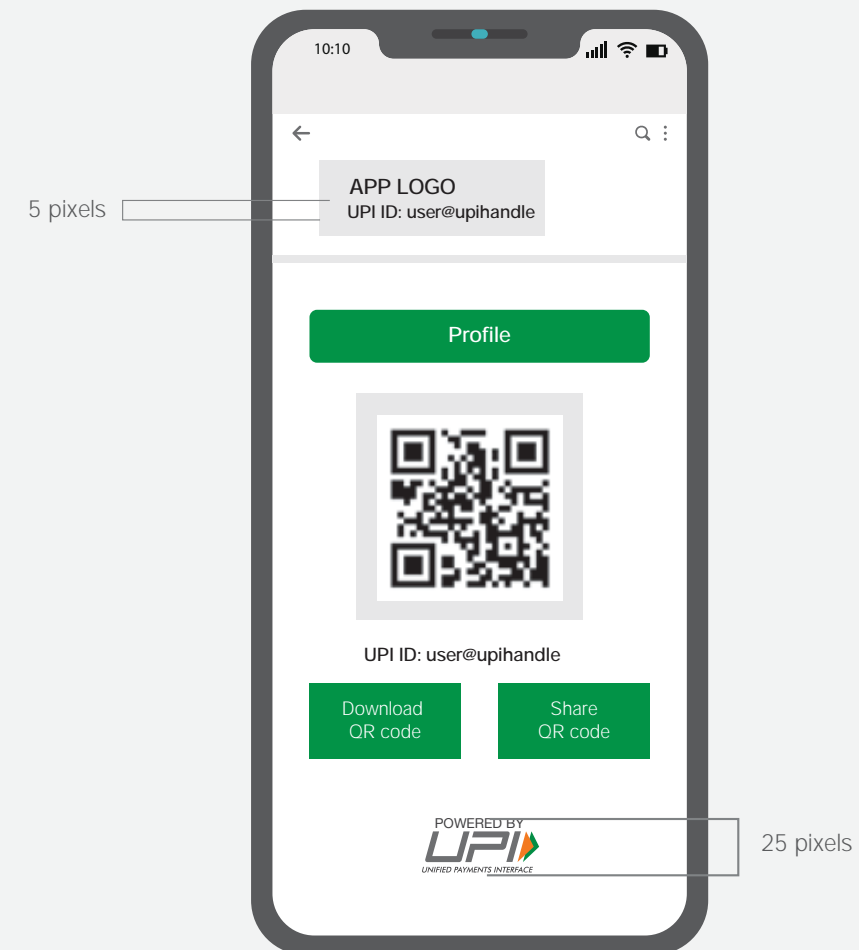 10:10
5 pixels
APP LOGO
UPI ID: user@upihandle
Profile
UPI ID: user@upihandle
Download
QR code
Share
QR code
POWERED BY
UPI
UNIFIED PAYMENTS INTERFACE
25 pixels